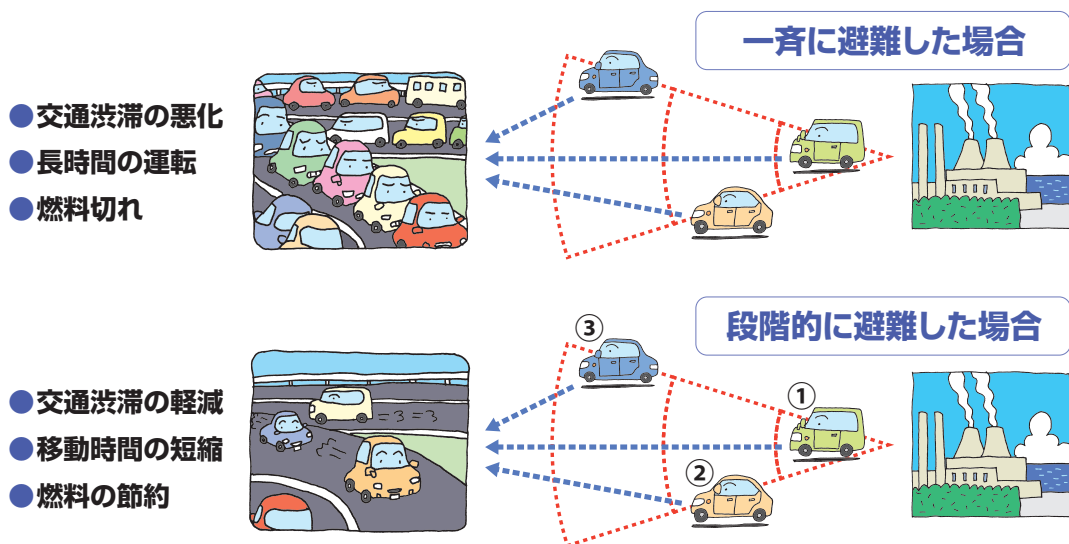 一斉に避難した場合
●交通渋滞の悪化
●長時間の運転
●燃料切れ
段階的に避難した場合
●交通渋滞の軽減
●移動時間の短縮
●燃料の節約
③
①
②